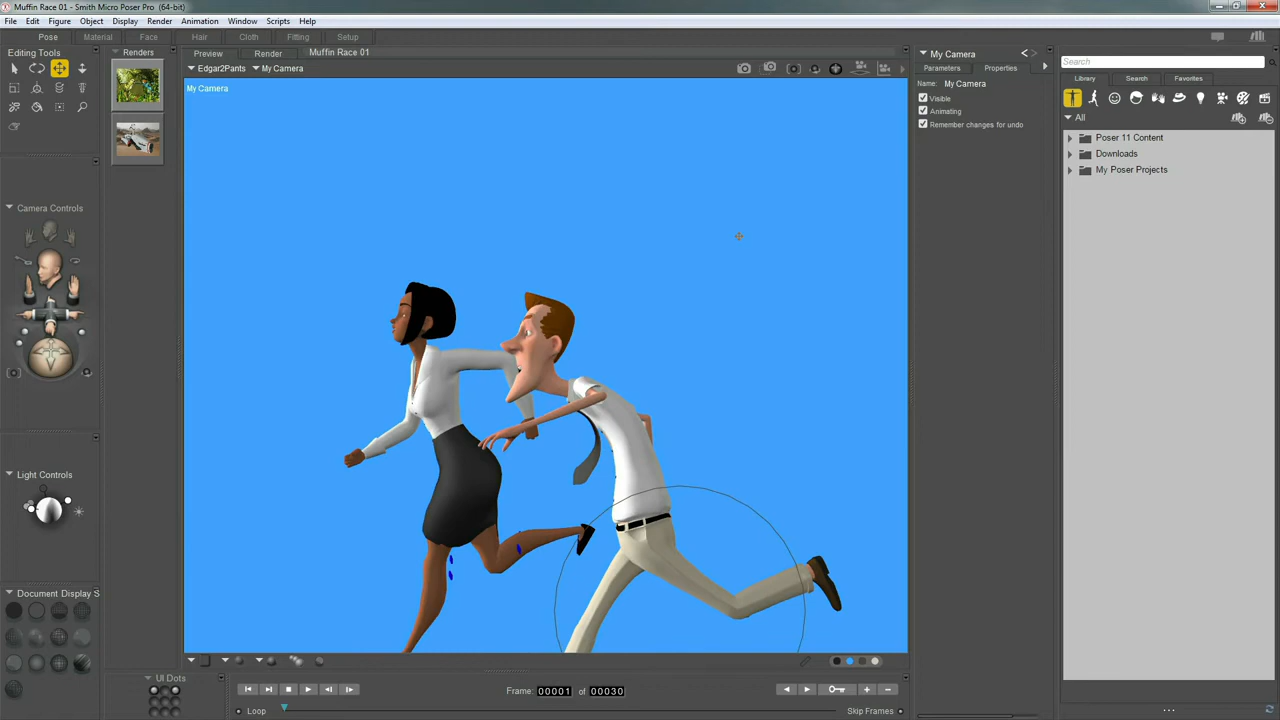 Muffin Race 01 - Smith Micro Poser Pro (64-bit)
File Edit Figure Object Display Render Animation Window Scripts Help
Pose Material Face Hair Cloth Fitting Setup
Editing Tools
Renders
Preview Render Muffin Race 01
Edgar2Pants My Camera
My Camera
Camera Controls
Light Controls
Document Display S
UI Dots
Frame: 00001 of 00030
Loop
Skip Frames
My Camera
Parameters Properties
Name: My Camera
Visible
Animating
Remember changes for undo
Search
Library Search Favorites
All
Poser 11 Content
Downloads
My Poser Projects